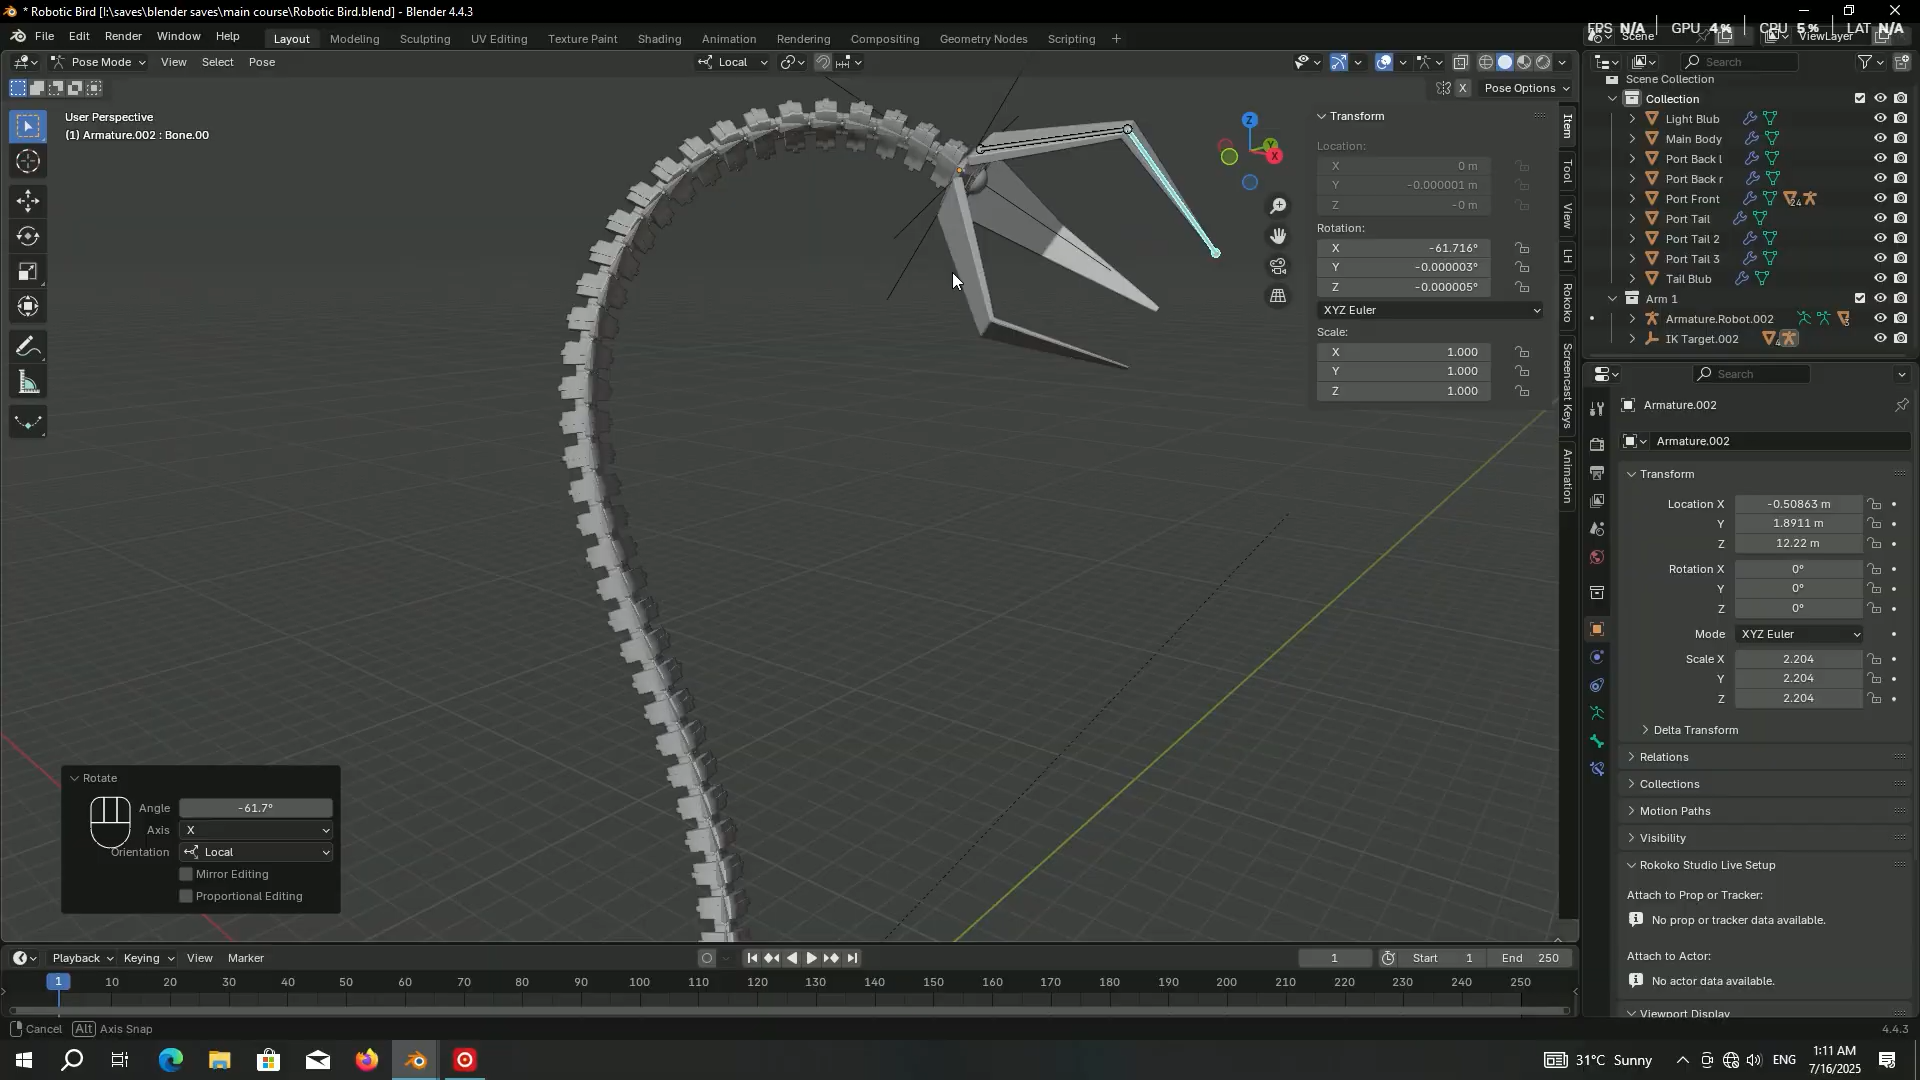 * Robotic Bird [I:\saves\blender saves\main course\Robotic Bird.blend] - Blender 4.4.3
FPS N/A | GPU 4% | CPU 5% | LAT N/A
File Edit Render Window Help
Layout Modeling Sculpting UV Editing Texture Paint Shading Animation Rendering Compositing Geometry Nodes Scripting +
Scene ViewLayer
Pose Mode View Select Pose Local
Search
X Pose Options
Scene Collection
Collection
Light Blub
Main Body
Port Back l
Port Back r
Port Front 24
Port Tail
Port Tail 2
Port Tail 3
Tail Blub
Arm 1
Armature.Robot.002
IK Target.002
User Perspective
(1) Armature.002 : Bone.00
Z
Y
X
Transform
Location:
X 0 m
Y -0.000001 m
Z -0 m
Rotation:
X -61.716°
Y -0.000003°
Z -0.000005°
XYZ Euler
Scale:
X 1.000
Y 1.000
Z 1.000
Item
Tool
View
LH
Rokoko
Screencast Keys
Animation
Search
Armature.002
Armature.002
Transform
Location X -0.50863 m
Y 1.8911 m
Z 12.22 m
Rotation X 0°
Y 0°
Z 0°
Mode XYZ Euler
Scale X 2.204
Y 2.204
Z 2.204
Delta Transform
Relations
Collections
Motion Paths
Visibility
Rokoko Studio Live Setup
Attach to Prop or Tracker:
No prop or tracker data available.
Attach to Actor:
No actor data available.
Viewport Display
Rotate
Angle -61.7°
Axis X
Orientation Local
Mirror Editing
Proportional Editing
Playback Keying View Marker
1 Start 1 End 250
1 10 20 30 40 50 60 70 80 90 100 110 120 130 140 150 160 170 180 190 200 210 220 230 240 250
Cancel Alt Axis Snap
4.4.3
31°C Sunny
ENG
1:11 AM
7/16/2025